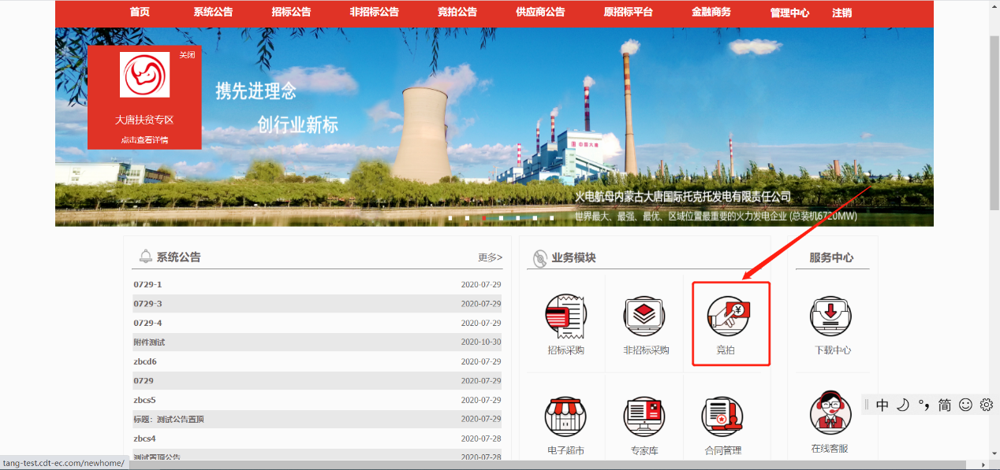 首页 系统公告 招标公告 非招标公告 竞拍公告 供应商公告 原招标平台 金融商务 管理中心 注销
关闭
大唐扶贫专区
点击查看详情
携先进理念
创行业新标
中国大唐
火电航母内蒙古大唐国际托克托发电有限责任公司
世界最大、最强、最优、区域位置最重要的火力发电企业 (总装机6720MW)
系统公告 更多>
0729-1 2020-07-29
0729-3 2020-07-29
0729-4 2020-07-29
附件测试 2020-10-30
zbcd6 2020-07-29
0729 2020-07-29
zbcs5 2020-07-29
标题：测试公告置顶 2020-07-29
zbcs4 2020-07-28
测试置顶公告 2020-07-28
业务模块
招标采购 非招标采购 竞拍
电子超市 专家库 合同管理
服务中心
下载中心
在线客服
中 简
tang-test.cdt-ec.com/newhome/